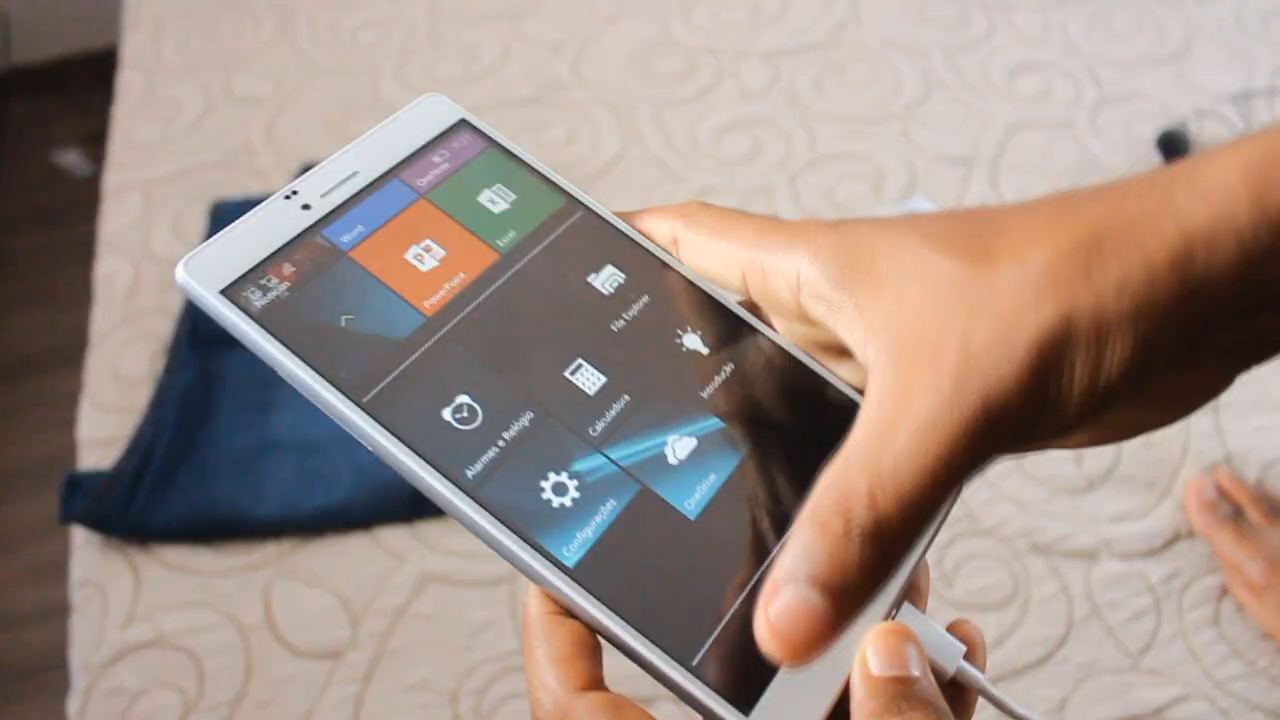 OneNote
Word
Excel
PowerPoint
File Explorer
Introdução
Calculadora
Alarmes e Relógio
OneDrive
Configurações